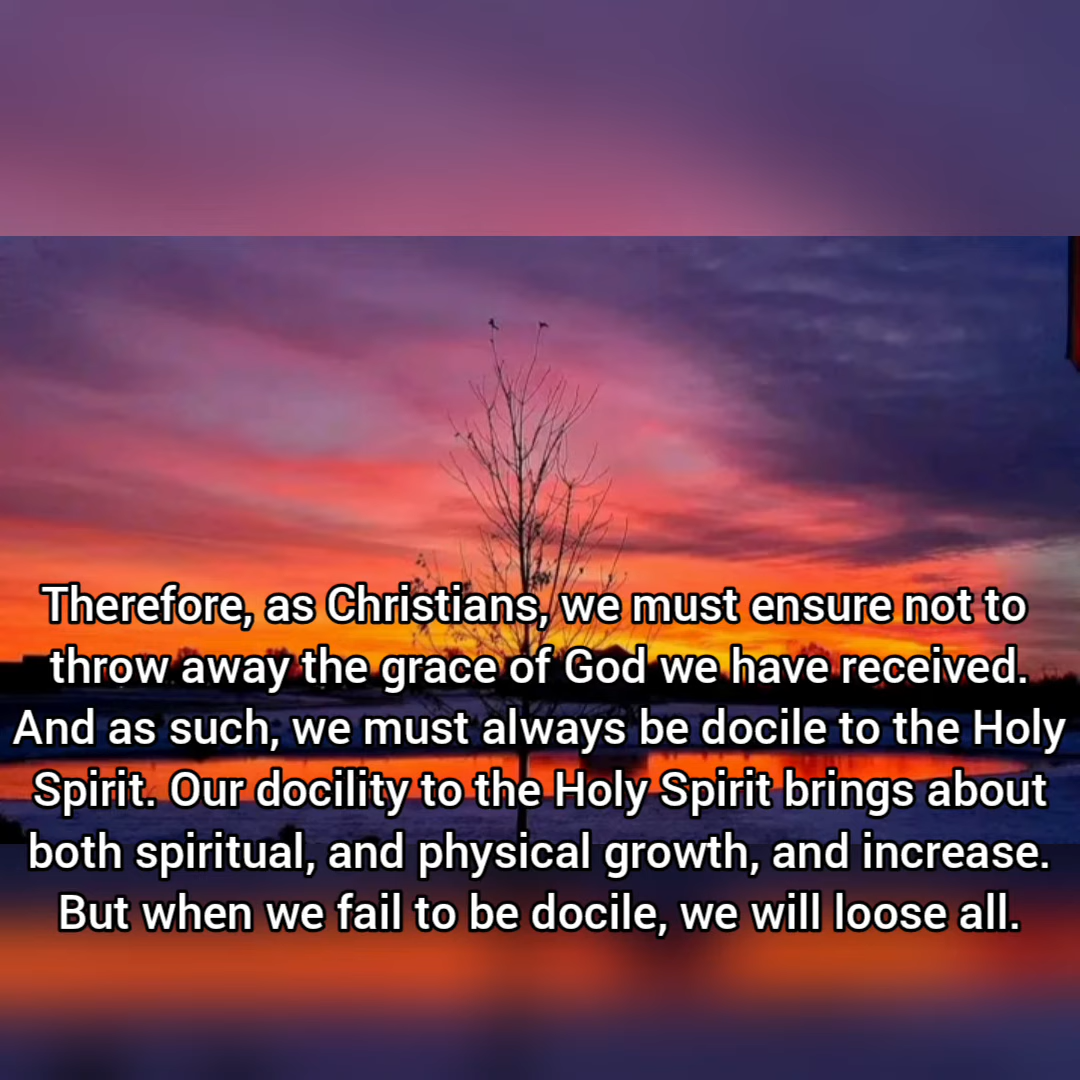 Therefore, as Christians, we must ensure not to
throw away the grace of God we have received.
And as such, we must always be docile to the Holy
Spirit. Our docility to the Holy Spirit brings about
both spiritual, and physical growth, and increase.
But when we fail to be docile, we will loose all.